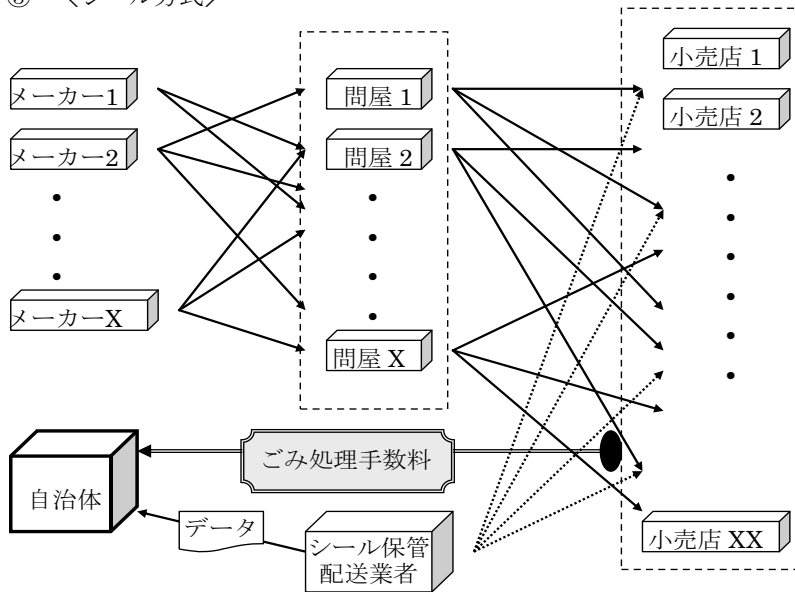 ③ 〈シール方式〉
メーカー1
メーカー2
メーカーX
問屋 1
問屋 2
問屋 X
小売店 1
小売店 2
小売店 XX
ごみ処理手数料
自治体
データ
シール保管
配送業者